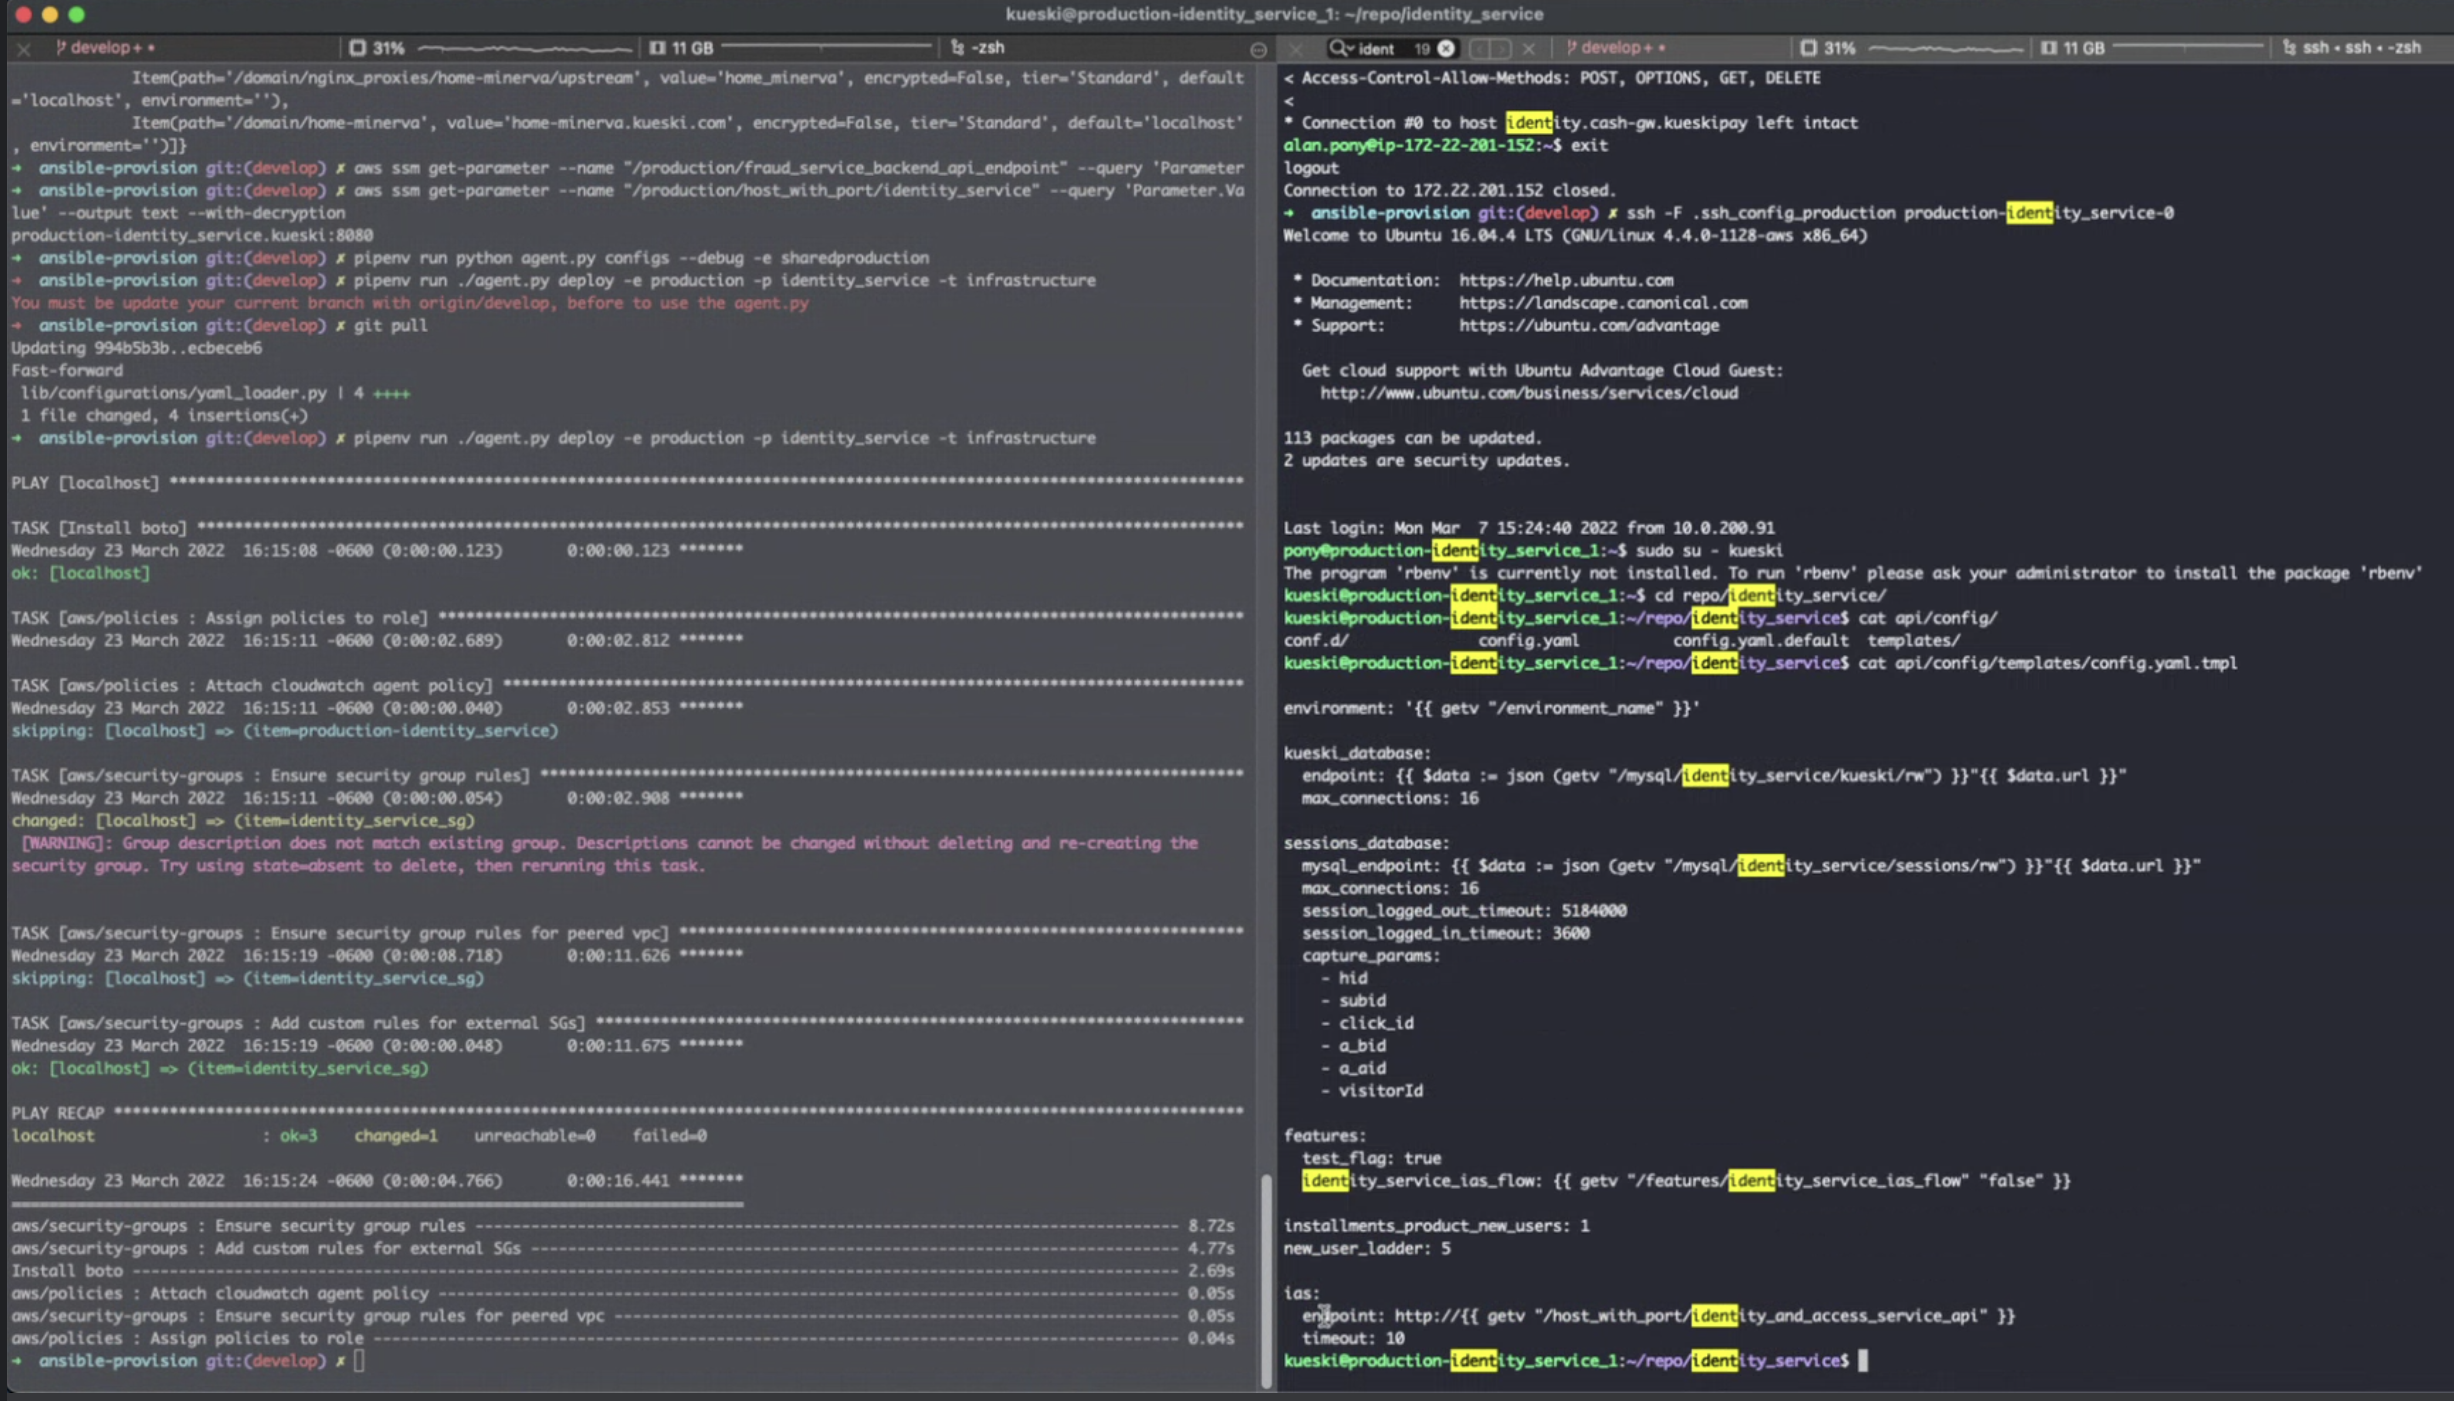 kueski@production-identity_service_1: ~/repo/identity_service
develop+ •
31%
11 GB
-zsh
Item(path='/domain/nginx_proxies/home-minerva/upstream', value='home_minerva', encrypted=False, tier='Standard', default
='localhost', environment=''),
Item(path='/domain/home-minerva', value='home-minerva.kueski.com', encrypted=False, tier='Standard', default='localhost'
, environment='')]}
→ ansible-provision git:(develop) ✗ aws ssm get-parameter --name "/production/fraud_service_backend_api_endpoint" --query 'Parameter
→ ansible-provision git:(develop) ✗ aws ssm get-parameter --name "/production/host_with_port/identity_service" --query 'Parameter.Va
lue' --output text --with-decryption
production-identity_service.kueski:8080
→ ansible-provision git:(develop) ✗ pipenv run python agent.py configs --debug -e sharedproduction
→ ansible-provision git:(develop) ✗ pipenv run ./agent.py deploy -e production -p identity_service -t infrastructure
You must be update your current branch with origin/develop, before to use the agent.py
→ ansible-provision git:(develop) ✗ git pull
Updating 994b5b3b..ecbeceb6
Fast-forward
lib/configurations/yaml_loader.py | 4 ++++
1 file changed, 4 insertions(+)
→ ansible-provision git:(develop) ✗ pipenv run ./agent.py deploy -e production -p identity_service -t infrastructure
PLAY [localhost] ********************************************************************************************************************
TASK [Install boto] *****************************************************************************************************************
Wednesday 23 March 2022 16:15:08 -0600 (0:00:00.123) 0:00:00.123 *******
ok: [localhost]
TASK [aws/policies : Assign policies to role] ***************************************************************************************
Wednesday 23 March 2022 16:15:11 -0600 (0:00:02.689) 0:00:02.812 *******
TASK [aws/policies : Attach cloudwatch agent policy] ********************************************************************************
Wednesday 23 March 2022 16:15:11 -0600 (0:00:00.040) 0:00:02.853 *******
skipping: [localhost] => (item=production-identity_service)
TASK [aws/security-groups : Ensure security group rules] ****************************************************************************
Wednesday 23 March 2022 16:15:11 -0600 (0:00:00.054) 0:00:02.908 *******
changed: [localhost] => (item=identity_service_sg)
[WARNING]: Group description does not match existing group. Descriptions cannot be changed without deleting and re-creating the
security group. Try using state=absent to delete, then rerunning this task.
TASK [aws/security-groups : Ensure security group rules for peered vpc] *************************************************************
Wednesday 23 March 2022 16:15:19 -0600 (0:00:08.718) 0:00:11.626 *******
skipping: [localhost] => (item=identity_service_sg)
TASK [aws/security-groups : Add custom rules for external SGs] **********************************************************************
Wednesday 23 March 2022 16:15:19 -0600 (0:00:00.048) 0:00:11.675 *******
ok: [localhost] => (item=identity_service_sg)
PLAY RECAP **************************************************************************************************************************
localhost : ok=3 changed=1 unreachable=0 failed=0
Wednesday 23 March 2022 16:15:24 -0600 (0:00:04.766) 0:00:16.441 *******
===============================================================================
aws/security-groups : Ensure security group rules ---------------------------------------------------------------------------- 8.72s
aws/security-groups : Add custom rules for external SGs ---------------------------------------------------------------------- 4.77s
Install boto ----------------------------------------------------------------------------------------------------------------- 2.69s
aws/policies : Attach cloudwatch agent policy -------------------------------------------------------------------------------- 0.05s
aws/security-groups : Ensure security group rules for peered vpc ------------------------------------------------------------- 0.05s
aws/policies : Assign policies to role --------------------------------------------------------------------------------------- 0.04s
→ ansible-provision git:(develop) ✗
ident 19
develop+ •
31%
11 GB
ssh • ssh • -zsh
< Access-Control-Allow-Methods: POST, OPTIONS, GET, DELETE
<
* Connection #0 to host identity.cash-gw.kueskipay left intact
alan.pony@ip-172-22-201-152:~$ exit
logout
Connection to 172.22.201.152 closed.
→ ansible-provision git:(develop) ✗ ssh -F .ssh_config_production production-identity_service-0
Welcome to Ubuntu 16.04.4 LTS (GNU/Linux 4.4.0-1128-aws x86_64)
* Documentation: https://help.ubuntu.com
* Management: https://landscape.canonical.com
* Support: https://ubuntu.com/advantage
Get cloud support with Ubuntu Advantage Cloud Guest:
http://www.ubuntu.com/business/services/cloud
113 packages can be updated.
2 updates are security updates.
Last login: Mon Mar 7 15:24:40 2022 from 10.0.200.91
pony@production-identity_service_1:~$ sudo su - kueski
The program 'rbenv' is currently not installed. To run 'rbenv' please ask your administrator to install the package 'rbenv'
kueski@production-identity_service_1:~$ cd repo/identity_service/
kueski@production-identity_service_1:~/repo/identity_service$ cat api/config/
conf.d/ config.yaml config.yaml.default templates/
kueski@production-identity_service_1:~/repo/identity_service$ cat api/config/templates/config.yaml.tmpl
environment: '{{ getv "/environment_name" }}'
kueski_database:
endpoint: {{ $data := json (getv "/mysql/identity_service/kueski/rw") }}"{{ $data.url }}"
max_connections: 16
sessions_database:
mysql_endpoint: {{ $data := json (getv "/mysql/identity_service/sessions/rw") }}"{{ $data.url }}"
max_connections: 16
session_logged_out_timeout: 5184000
session_logged_in_timeout: 3600
capture_params:
- hid
- subid
- click_id
- a_bid
- a_aid
- visitorId
features:
test_flag: true
identity_service_ias_flow: {{ getv "/features/identity_service_ias_flow" "false" }}
installments_product_new_users: 1
new_user_ladder: 5
ias:
endpoint: http://{{ getv "/host_with_port/identity_and_access_service_api" }}
timeout: 10
kueski@production-identity_service_1:~/repo/identity_service$